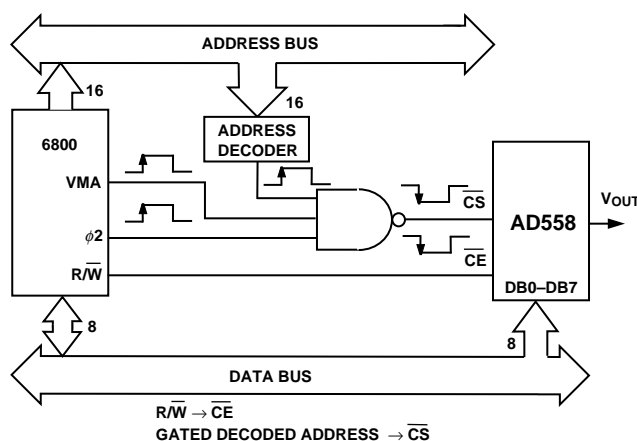 ADDRESS BUS
16
16
6800
ADDRESS
DECODER
VMA
CS
VOUT
AD558
ϕ2
CE
R/W
DB0–DB7
8
8
DATA BUS
R/W → CE
GATED DECODED ADDRESS → CS